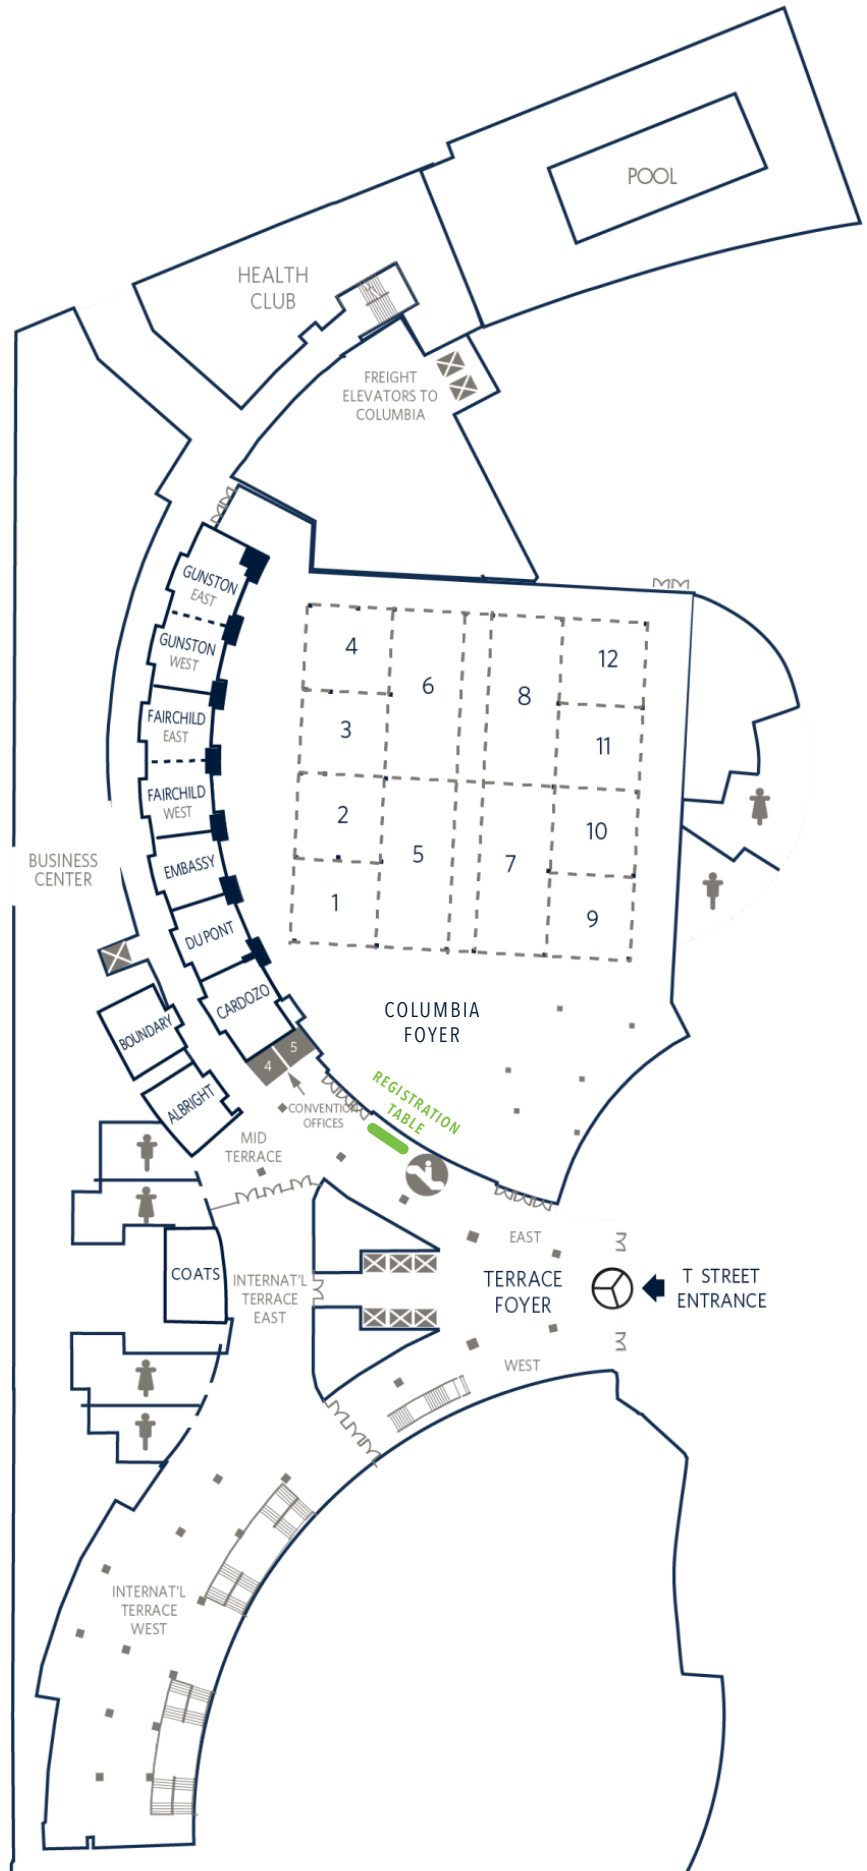 POOL
HEALTH
CLUB
FREIGHT
ELEVATORS TO
COLUMBIA
GUNSTON
EAST
GUNSTON
WEST
FAIRCHILD
EAST
FAIRCHILD
WEST
EMBASSY
DUPONT
CARDOZO
4
3
2
1
6
5
8
7
12
11
10
9
BUSINESS
CENTER
BOUNDARY
ALBRIGHT
COLUMBIA
FOYER
4
5
CONVENTION
OFFICES
REGISTRATION
TABLE
MID
TERRACE
COATS
INTERNAT'L
TERRACE
EAST
EAST
TERRACE
FOYER
WEST
T STREET
ENTRANCE
INTERNAT'L
TERRACE
WEST